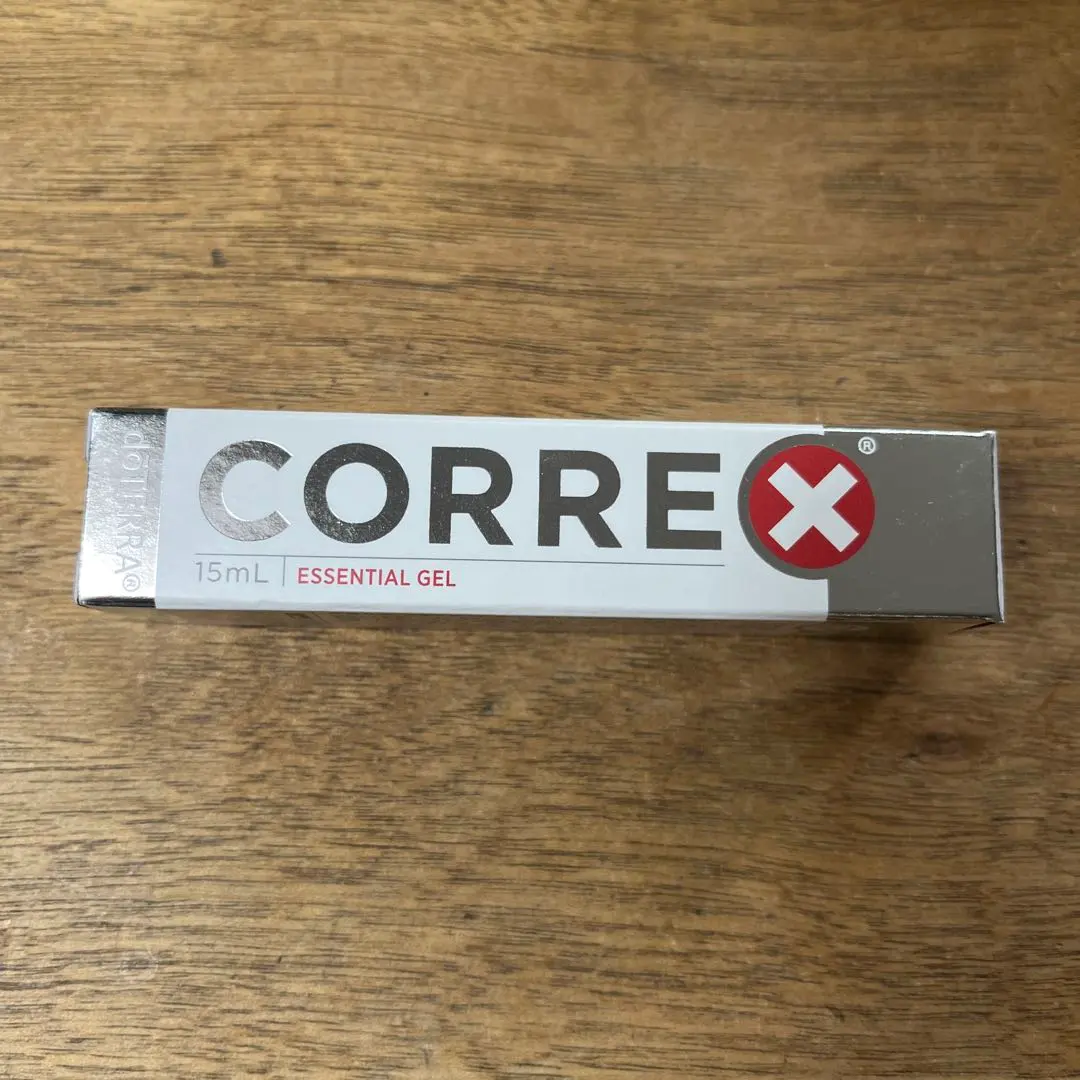 dōTERRA®
CORREX®
15mL | ESSENTIAL GEL